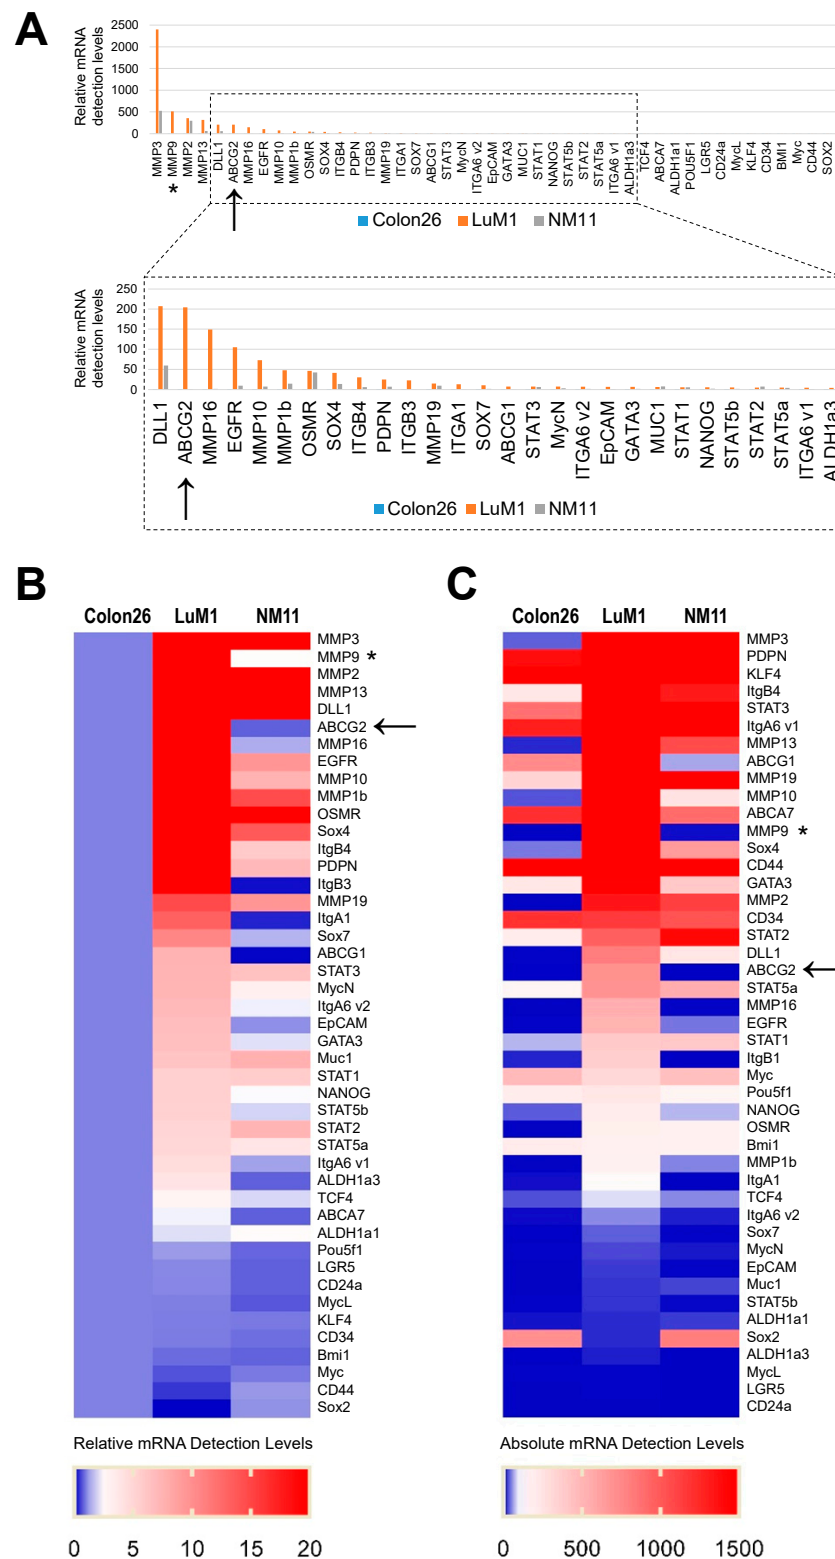 A
Relative mRNA
detection levels
2500
2000
1500
1000
500
0
MMP3
MMP9
MMP2
MMP13
DLL1
ABCG2
MMP16
EGFR
MMP10
MMP1b
OSMR
SOX4
ITGB4
PDPN
ITGB3
MMP19
ITGA1
SOX7
ABCG1
STAT3
MycN
ITGA6 v2
EpCAM
GATA3
MUC1
STAT1
NANOG
STAT5b
STAT2
STAT5a
ITGA6 v1
ALDH1a3
TCF4
ABCA7
ALDH1a1
POU5F1
LGR5
CD24a
MycL
KLF4
CD34
BMI1
Myc
CD44
SOX2
*
Colon26 LuM1 NM11
Relative mRNA
detection levels
250
200
150
100
50
0
DLL1
ABCG2
MMP16
EGFR
MMP10
MMP1b
OSMR
SOX4
ITGB4
PDPN
ITGB3
MMP19
ITGA1
SOX7
ABCG1
STAT3
MycN
ITGA6 v2
EpCAM
GATA3
MUC1
STAT1
NANOG
STAT5b
STAT2
STAT5a
ITGA6 v1
ALDH1a3
Colon26 LuM1 NM11
B
Colon26 LuM1 NM11
MMP3
MMP9 *
MMP2
MMP13
DLL1
ABCG2
MMP16
EGFR
MMP10
MMP1b
OSMR
Sox4
ItgB4
PDPN
ItgB3
MMP19
ItgA1
Sox7
ABCG1
STAT3
MycN
ItgA6 v2
EpCAM
GATA3
Muc1
STAT1
NANOG
STAT5b
STAT2
STAT5a
ItgA6 v1
ALDH1a3
TCF4
ABCA7
ALDH1a1
Pou5f1
LGR5
CD24a
MycL
KLF4
CD34
Bmi1
Myc
CD44
Sox2
Relative mRNA Detection Levels
0 5 10 15 20
C
Colon26 LuM1 NM11
MMP3
PDPN
KLF4
ItgB4
STAT3
ItgA6 v1
MMP13
ABCG1
MMP19
MMP10
ABCA7
MMP9 *
Sox4
CD44
GATA3
MMP2
CD34
STAT2
DLL1
ABCG2
STAT5a
MMP16
EGFR
STAT1
ItgB1
Myc
Pou5f1
NANOG
OSMR
Bmi1
MMP1b
ItgA1
TCF4
ItgA6 v2
Sox7
MycN
EpCAM
Muc1
STAT5b
ALDH1a1
Sox2
ALDH1a3
MycL
LGR5
CD24a
Absolute mRNA Detection Levels
0 500 1000 1500